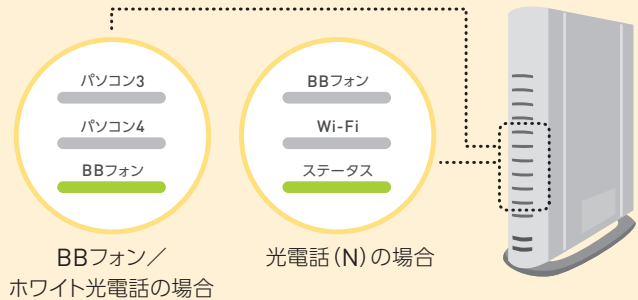 パソコン3
パソコン4
BBフォン
BBフォン／
ホワイト光電話の場合
BBフォン
Wi-Fi
ステータス
光電話(N)の場合